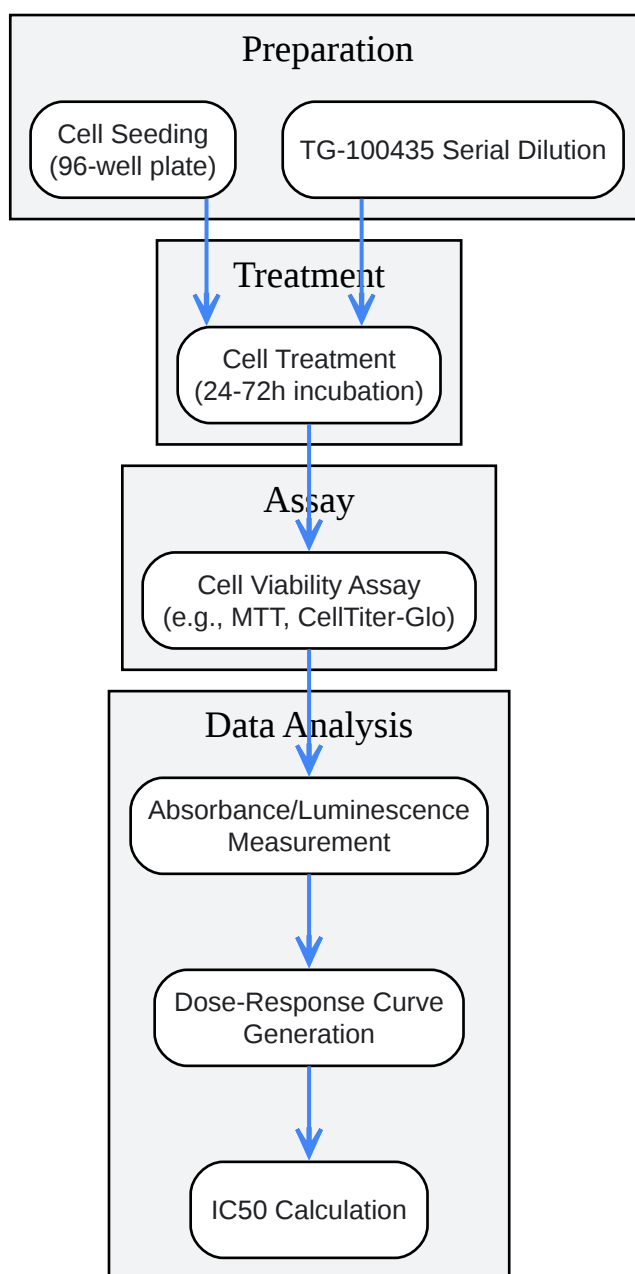 Preparation
Cell Seeding
(96-well plate)
TG-100435 Serial Dilution
Treatment
Cell Treatment
(24-72h incubation)
Assay
Cell Viability Assay
(e.g., MTT, CellTiter-Glo)
Data Analysis
Absorbance/Luminescence
Measurement
Dose-Response Curve
Generation
IC50 Calculation